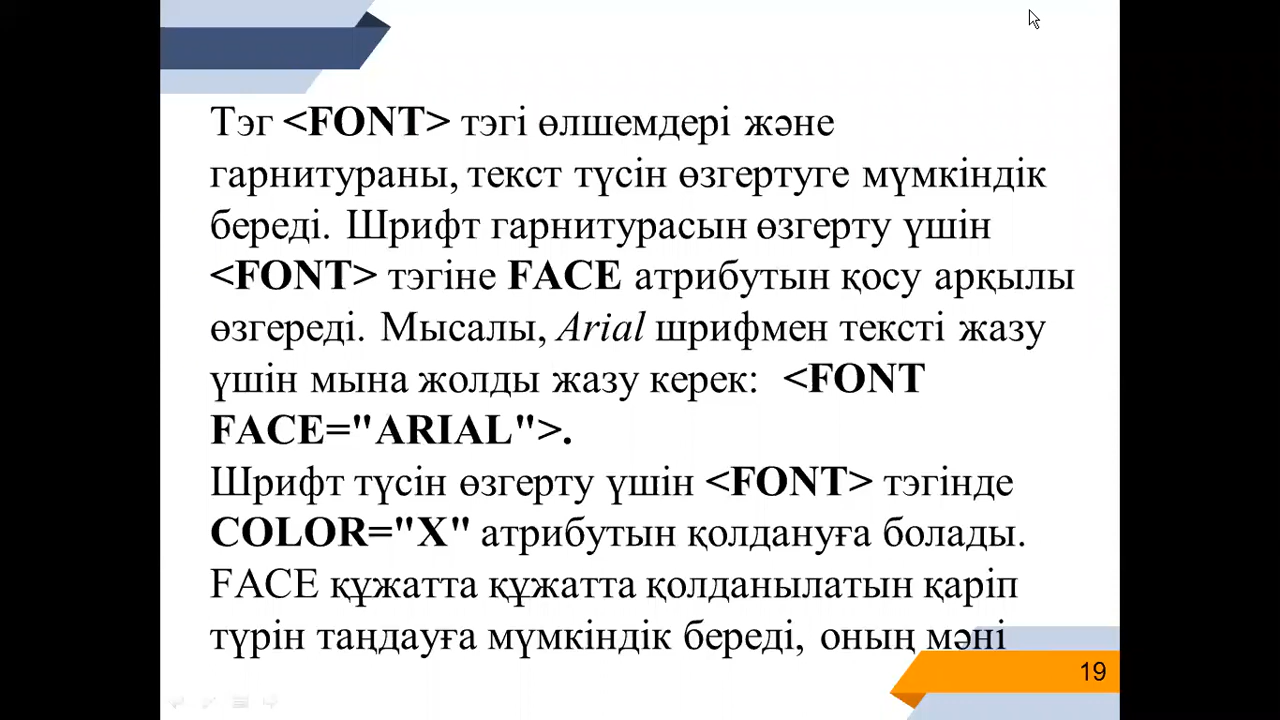 Тэг <FONT> тэгі өлшемдері және
гарнитураны, текст түсін өзгертуге мүмкіндік
береді. Шрифт гарнитурасын өзгерту үшін
<FONT> тэгіне FACE атрибутын қосу арқылы
өзгереді. Мысалы, Arial шрифмен тексті жазу
үшін мына жолды жазу керек: <FONT
FACE="ARIAL">.
Шрифт түсін өзгерту үшін <FONT> тэгінде
COLOR="X" атрибутын қолдануға болады.
FACE құжатта құжатта қолданылатын қаріп
түрін таңдауға мүмкіндік береді, оның мәні
19